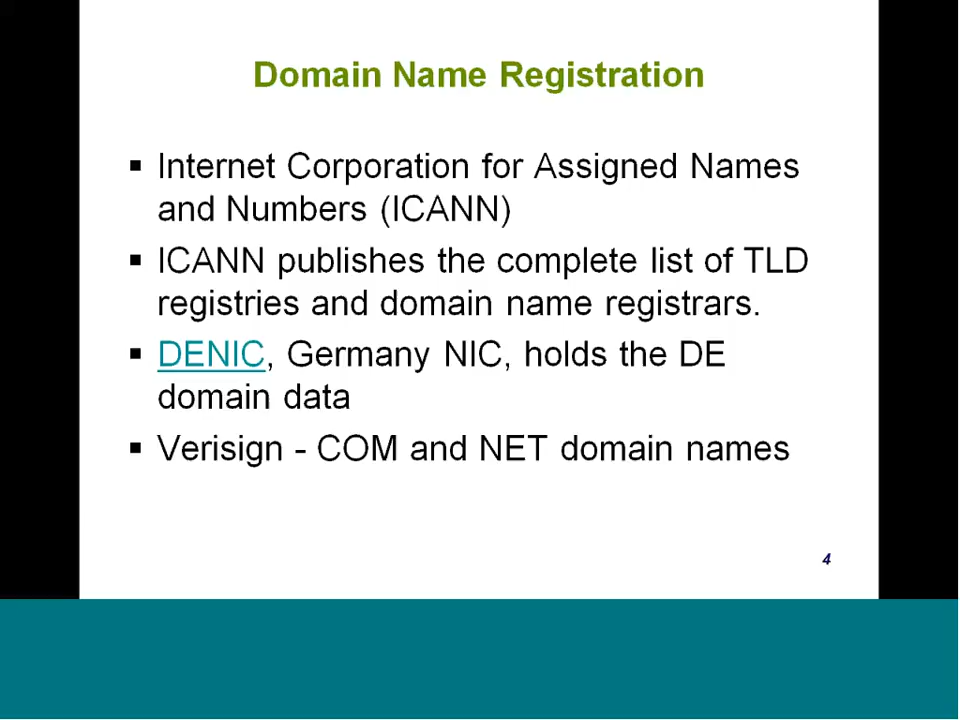 Domain Name Registration
▪ Internet Corporation for Assigned Names
and Numbers (ICANN)
▪ ICANN publishes the complete list of TLD
registries and domain name registrars.
▪ DENIC, Germany NIC, holds the DE
domain data
▪ Verisign - COM and NET domain names
4